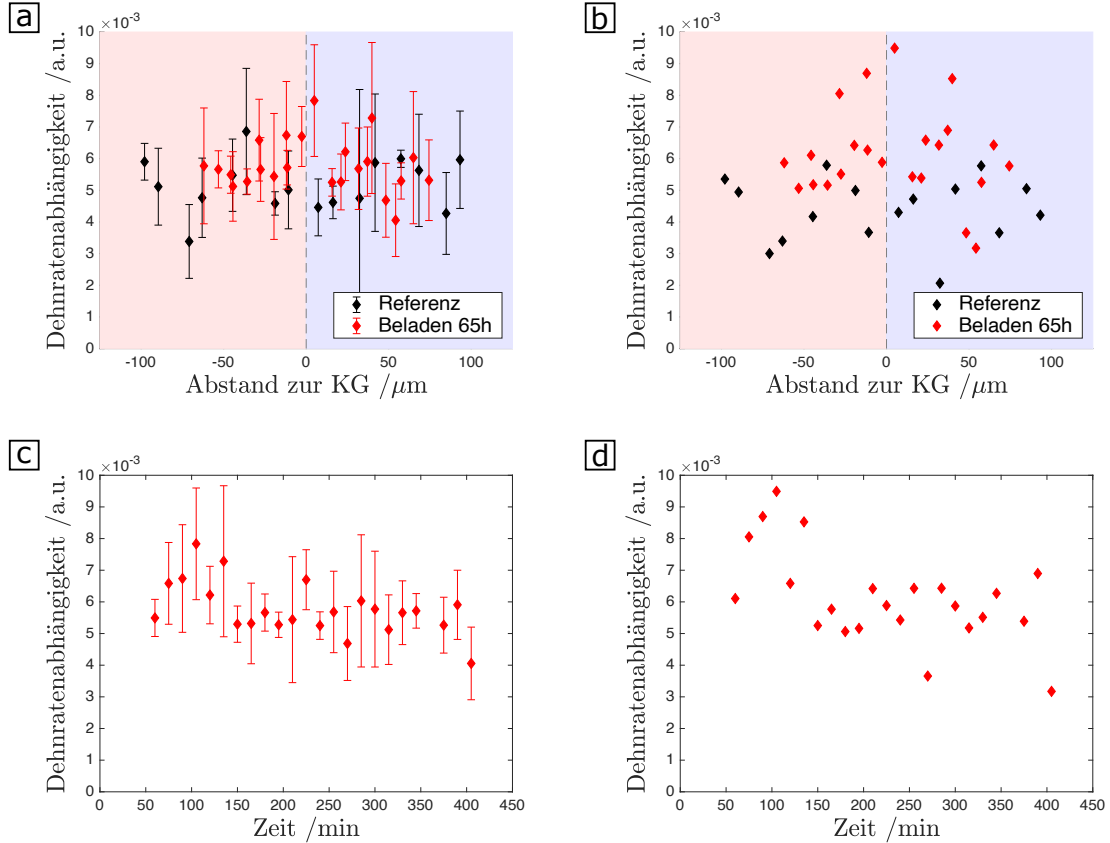 a
×10⁻³
10
9
8
7
6
5
4
3
2
1
0
Dehnratenabhängigkeit /a.u.
-100 -50 0 50 100
Abstand zur KG /μm
Referenz
Beladen 65h
b
×10⁻³
10
9
8
7
6
5
4
3
2
1
0
Dehnratenabhängigkeit /a.u.
-100 -50 0 50 100
Abstand zur KG /μm
Referenz
Beladen 65h
c
×10⁻³
10
9
8
7
6
5
4
3
2
1
0
Dehnratenabhängigkeit /a.u.
0 50 100 150 200 250 300 350 400 450
Zeit /min
d
×10⁻³
10
9
8
7
6
5
4
3
2
1
0
Dehnratenabhängigkeit /a.u.
0 50 100 150 200 250 300 350 400 450
Zeit /min